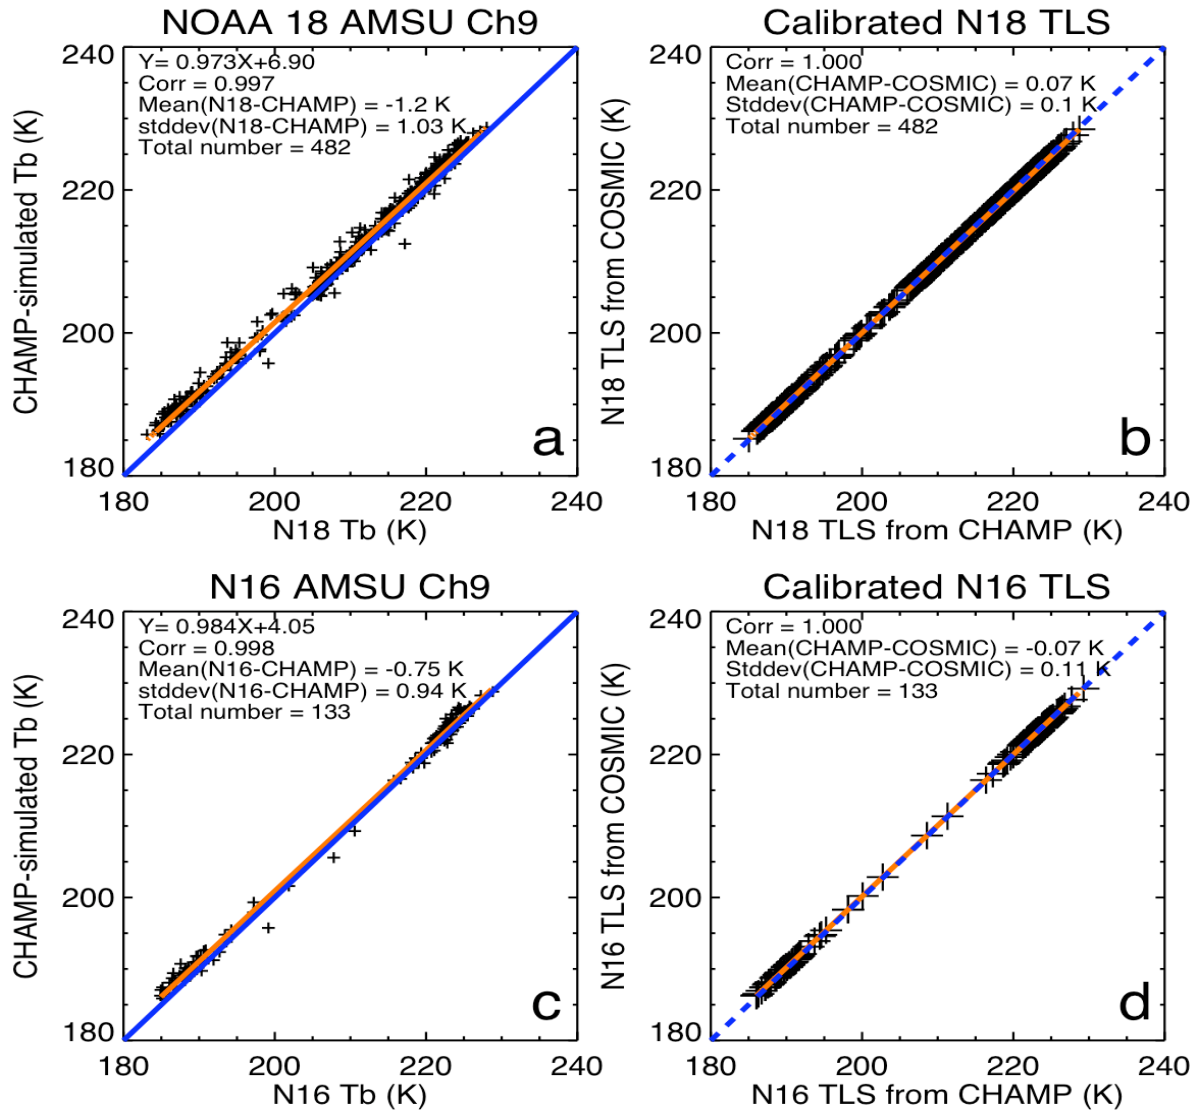 NOAA 18 AMSU Ch9
Y= 0.973X+6.90
Corr = 0.997
Mean(N18-CHAMP) = -1.2 K
stddev(N18-CHAMP) = 1.03 K
Total number = 482
CHAMP-simulated Tb (K)
240
220
200
180
a
180 200 220 240
N18 Tb (K)
Calibrated N18 TLS
Corr = 1.000
Mean(CHAMP-COSMIC) = 0.07 K
Stddev(CHAMP-COSMIC) = 0.1 K
Total number = 482
N18 TLS from COSMIC (K)
240
220
200
180
b
180 200 220 240
N18 TLS from CHAMP (K)
N16 AMSU Ch9
Y= 0.984X+4.05
Corr = 0.998
Mean(N16-CHAMP) = -0.75 K
stddev(N16-CHAMP) = 0.94 K
Total number = 133
CHAMP-simulated Tb (K)
240
220
200
180
c
180 200 220 240
N16 Tb (K)
Calibrated N16 TLS
Corr = 1.000
Mean(CHAMP-COSMIC) = -0.07 K
Stddev(CHAMP-COSMIC) = 0.11 K
Total number = 133
N16 TLS from COSMIC (K)
240
220
200
180
d
180 200 220 240
N16 TLS from CHAMP (K)